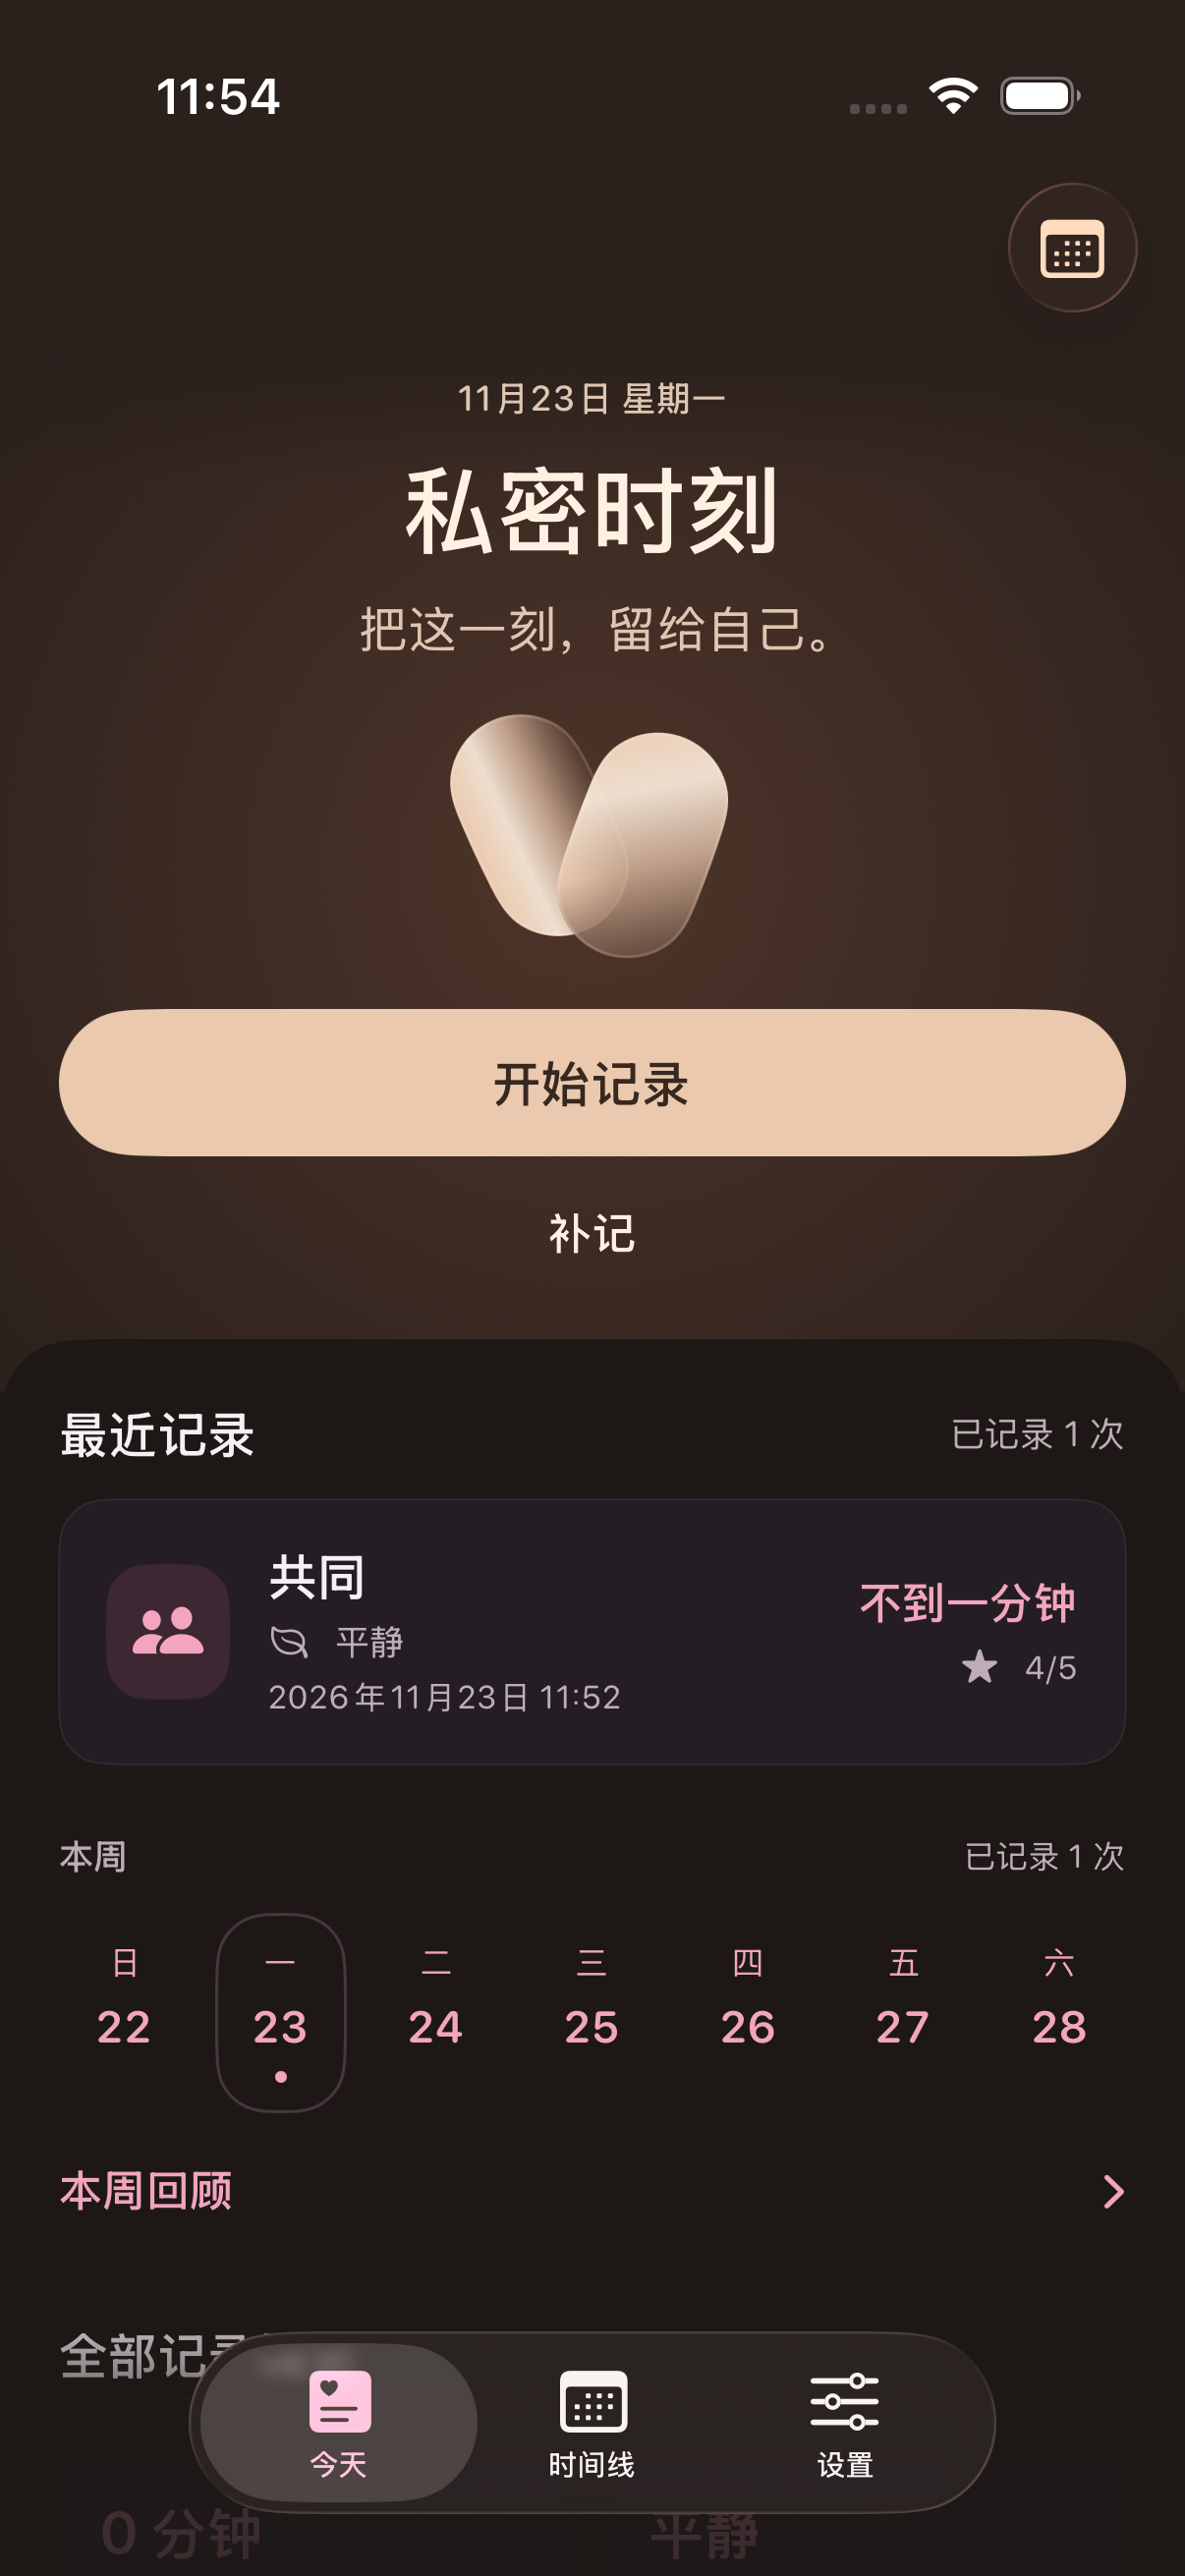 11:54
11月23日 星期一
私密时刻
把这一刻，留给自己。
开始记录
补记
最近记录
已记录 1 次
共同
不到一分钟
平静
4/5
2026年11月23日 11:52
本周
已记录 1 次
日 一 二 三 四 五 六
22 23 24 25 26 27 28
本周回顾
全部记录
今天 时间线 设置
0 分钟
平静